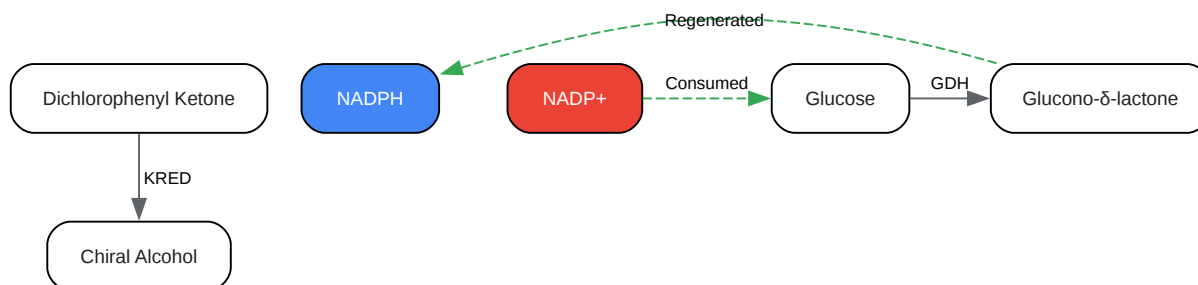 Regenerated
Dichlorophenyl Ketone
NADPH
NADP+
Consumed
Glucose
GDH
Glucono-δ-lactone
KRED
Chiral Alcohol